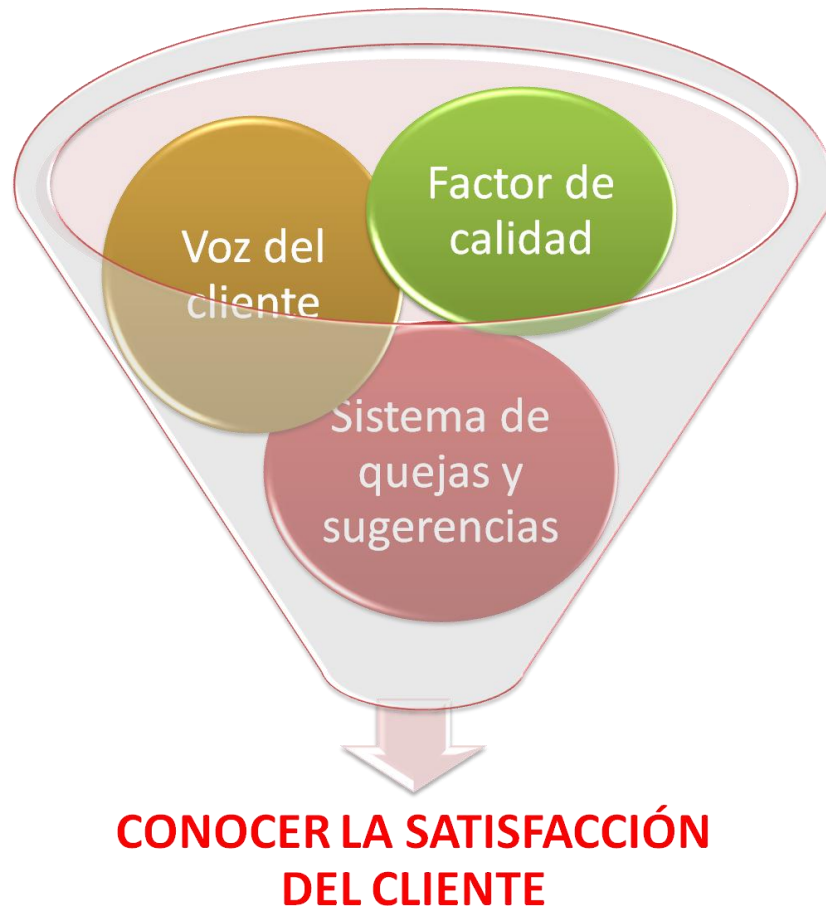 Factor de
calidad
Voz del
cliente
Sistema de
quejas y
sugerencias
CONOCER LA SATISFACCIÓN
DEL CLIENTE